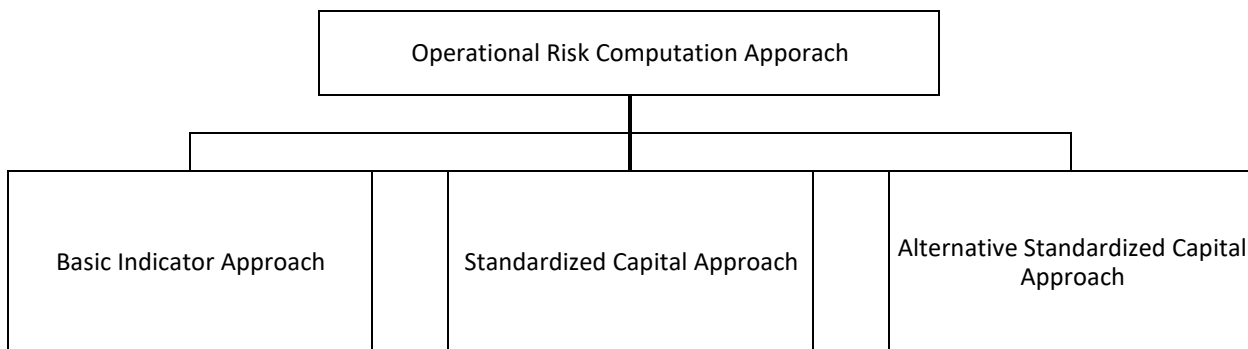 Operational Risk Computation Apporach
Basic Indicator Approach
Standardized Capital Approach
Alternative Standardized Capital
Approach